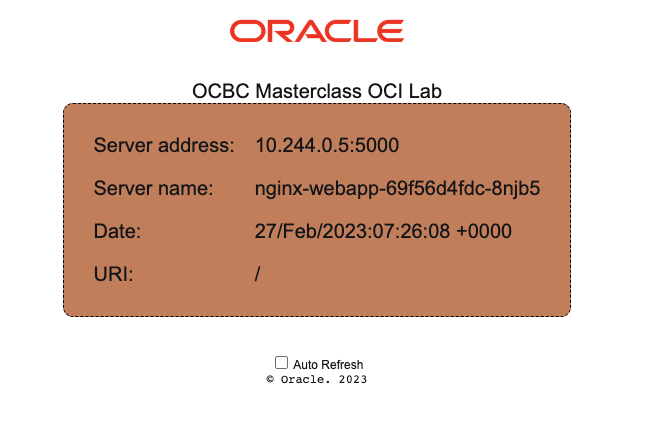 ORACLE
OCBC Masterclass OCI Lab
Server address: 10.244.0.5:5000
Server name: nginx-webapp-69f56d4fdc-8njb5
Date: 27/Feb/2023:07:26:08 +0000
URI: /
Auto Refresh
© Oracle. 2023